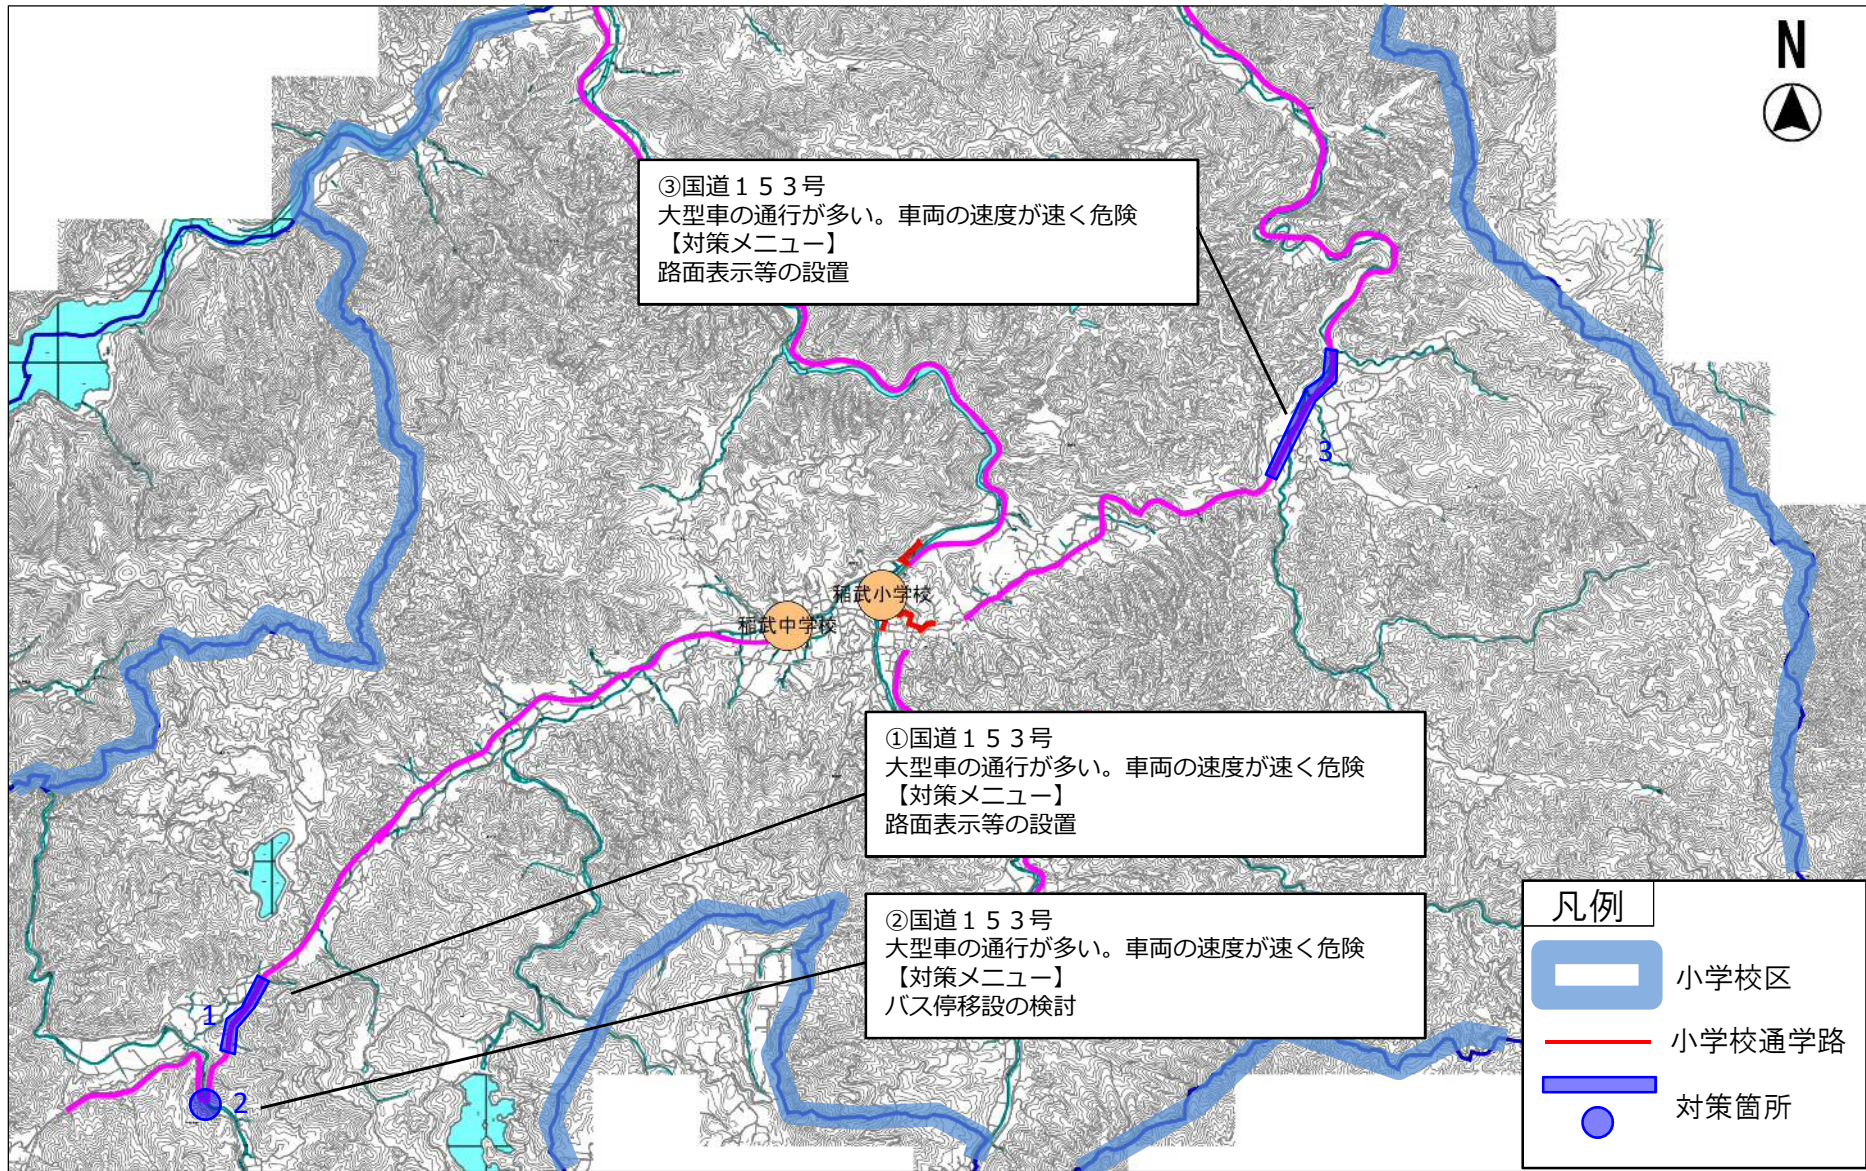 N
③国道１５３号
大型車の通行が多い。車両の速度が速く危険
【対策メニュー】
路面表示等の設置
3
稲武小学校
稲武中学校
①国道１５３号
大型車の通行が多い。車両の速度が速く危険
【対策メニュー】
路面表示等の設置
②国道１５３号
大型車の通行が多い。車両の速度が速く危険
【対策メニュー】
バス停移設の検討
1
2
凡例
小学校区
小学校通学路
対策箇所